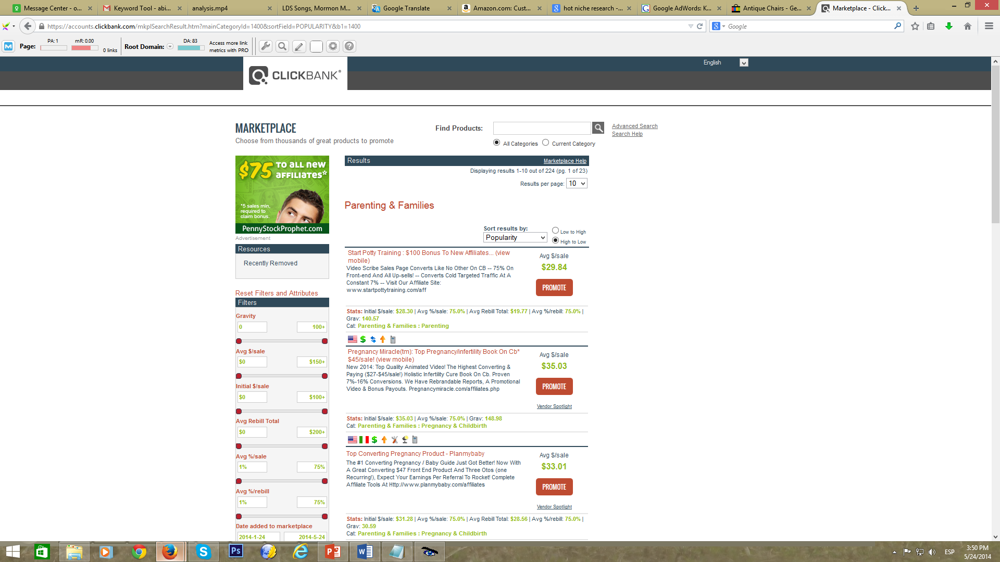 Message Center - o...
Keyword Tool - abi...
analysis.mp4
LDS Songs, Mormon M...
Google Translate
Amazon.com: Cust...
hot niche research -...
Google AdWords: K...
Antique Chairs - Ge...
Marketplace - Click...
https://accounts.clickbank.com/mkplSearchResult.htm?mainCategoryId=1400&sortField=POPULARITY&b1=1400
Google
Page:
PA: 1
mR: 0.00
0 links
Root Domain:
DA: 83
Access more link
metrics with PRO
English
CLICKBANK®
MARKETPLACE
Choose from thousands of great products to promote
Find Products:
Advanced Search
Search Help
All Categories
Current Category
$75 TO ALL NEW
AFFILIATES*
*5 sales min,
required to
claim bonus.
PennyStockProphet.com
Advertisement
Resources
Recently Removed
Reset Filters and Attributes
Filters
Gravity
0 100+
Avg $/sale
$0 $150+
Initial $/sale
$0 $100+
Avg Rebill Total
$0 $200+
Avg %/sale
1% 75%
Avg %/rebill
1% 75%
Date added to marketplace
2014-1-24 2014-5-24
Results
Marketplace Help
Displaying results 1-10 out of 224 (pg. 1 of 23)
Results per page: 10
Parenting & Families
Sort results by:
Popularity
Low to High
High to Low
Start Potty Training : $100 Bonus To New Affiliates... (view
mobile)
Video Scribe Sales Page Converts Like No Other On CB -- 75% On
Front-end And All Up-sells! -- Converts Cold Targeted Traffic At A
Constant 7% -- Visit Our Affiliate Site:
www.startpottytraining.com/aff
Avg $/sale
$29.84
PROMOTE
Stats: Initial $/sale: $28.30 | Avg %/sale: 75.0% | Avg Rebill Total: $19.77 | Avg %/rebill: 75.0% |
Grav: 140.57
Cat: Parenting & Families : Parenting
Pregnancy Miracle(tm): Top Pregnancy/infertility Book On Cb*
$45/sale! (view mobile)
New 2014: Top Quality Animated Video! The Highest Converting &
Paying ($27-$45/sale!) Holistic Infertility Cure Book On Cb. Proven
7%-16% Conversions. We Have Rebrandable Reports, A Promotional
Video & Bonus Payouts. Pregnancymiracle.com/affiliates.php
Avg $/sale
$35.03
PROMOTE
Vendor Spotlight
Stats: Initial $/sale: $35.03 | Avg %/sale: 75.0% | Grav: 148.98
Cat: Parenting & Families : Pregnancy & Childbirth
Top Converting Pregnancy Product - Planmybaby
The #1 Converting Pregnancy / Baby Guide Just Got Better! Now With
A Great Converting $47 Front End Product And Three Otos (one
Recurring!), Expect Your Earnings Per Referral To Rocket! Complete
Affiliate Tools At Http://www.planmybaby.com/affiliates
Avg $/sale
$33.01
PROMOTE
Vendor Spotlight
Stats: Initial $/sale: $31.28 | Avg %/sale: 75.0% | Avg Rebill Total: $28.56 | Avg %/rebill: 75.0% |
Grav: 30.59
Cat: Parenting & Families : Pregnancy & Childbirth
ESP
3:50 PM
5/24/2014